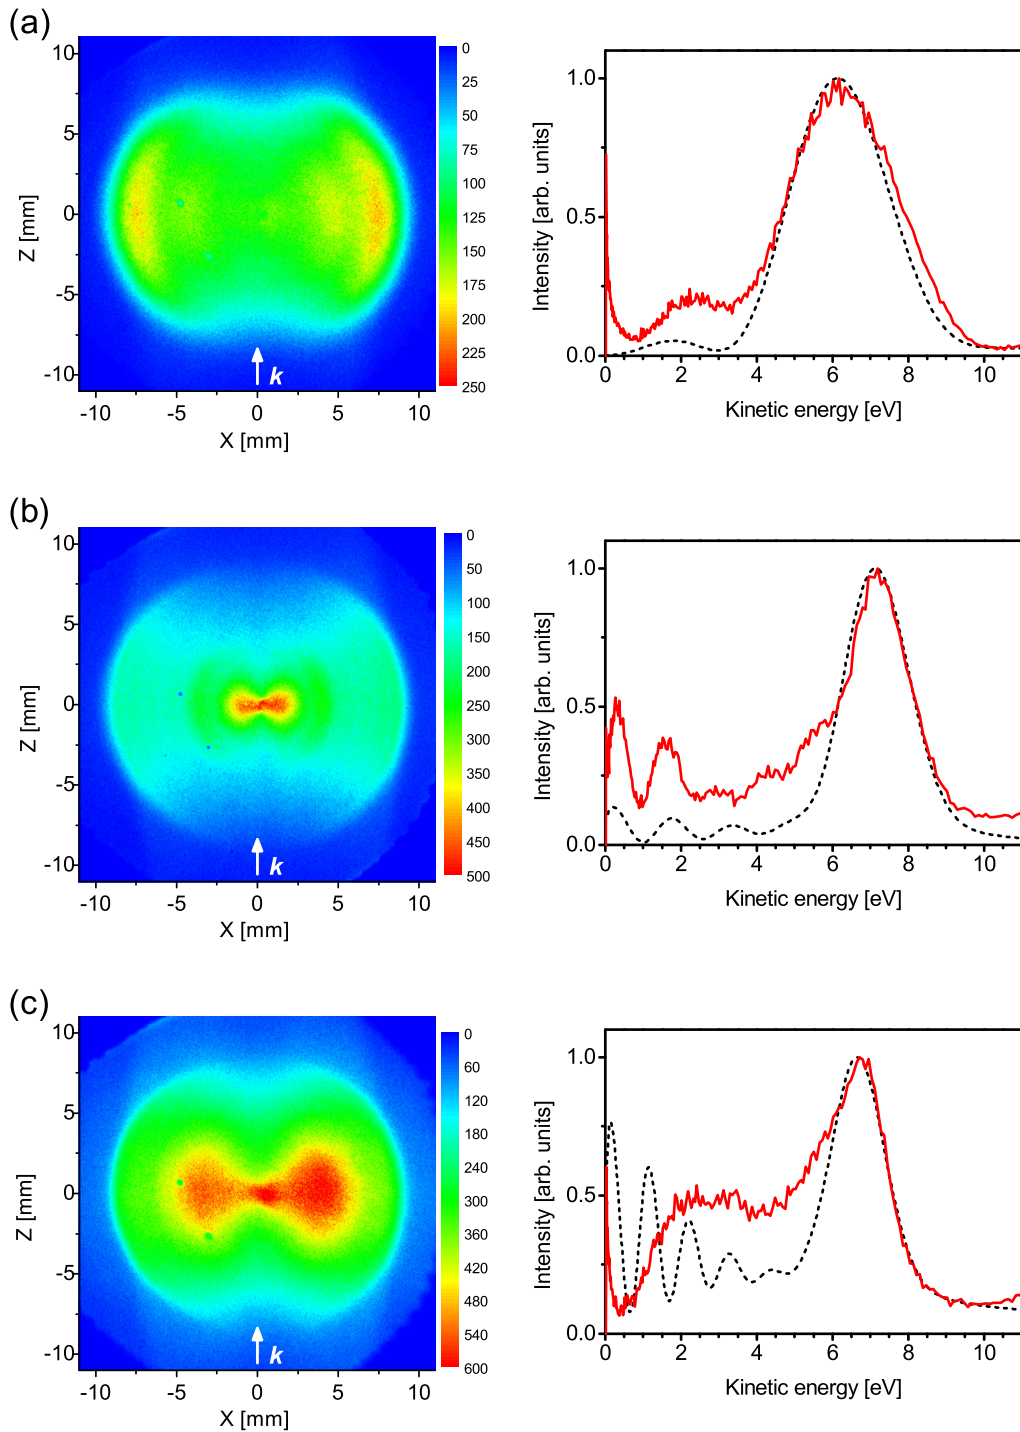 (a)
10
5
0
-5
-10
Z [mm]
-10 -5 0 5 10
X [mm]
k
0
25
50
75
100
125
150
175
200
225
250
1.0
0.5
0.0
Intensity [arb. units]
0 2 4 6 8 10
Kinetic energy [eV]
(b)
10
5
0
-5
-10
Z [mm]
-10 -5 0 5 10
X [mm]
k
0
50
100
150
200
250
300
350
400
450
500
1.0
0.5
0.0
Intensity [arb. units]
0 2 4 6 8 10
Kinetic energy [eV]
(c)
10
5
0
-5
-10
Z [mm]
-10 -5 0 5 10
X [mm]
k
0
60
120
180
240
300
360
420
480
540
600
1.0
0.5
0.0
Intensity [arb. units]
0 2 4 6 8 10
Kinetic energy [eV]